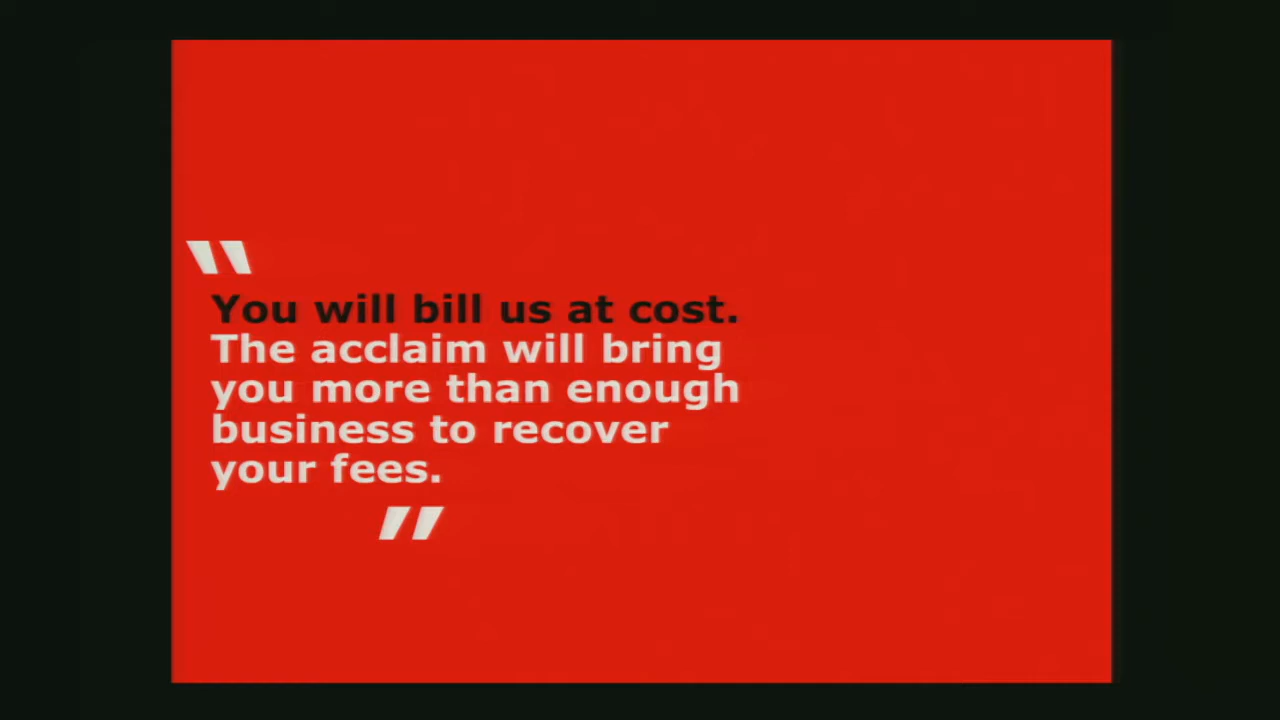 "
You will bill us at cost.
The acclaim will bring
you more than enough
business to recover
your fees.
"